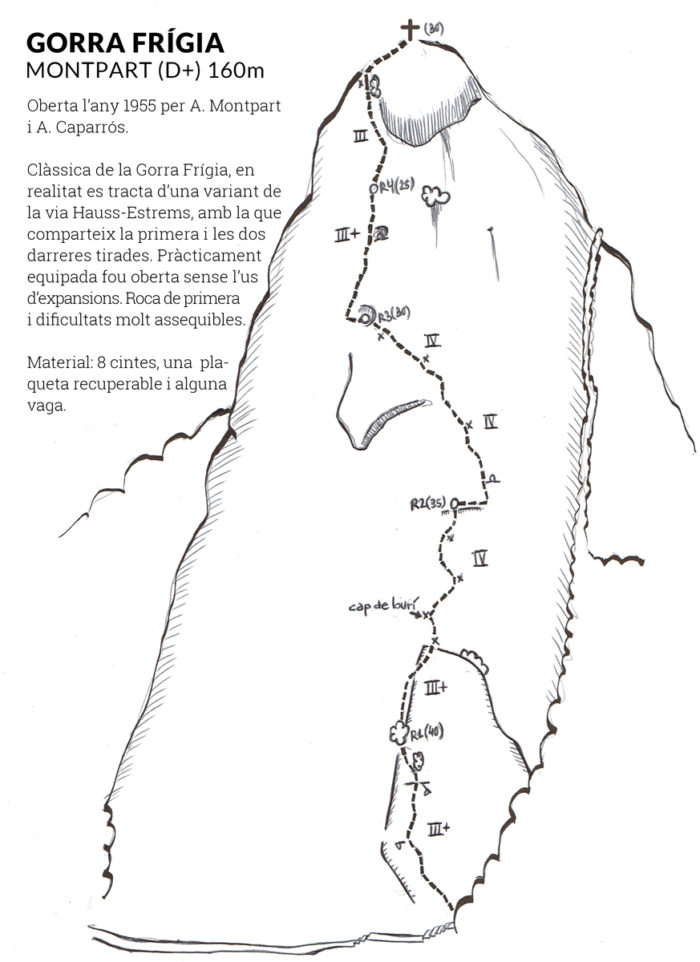 GORRA FRÍGIA
MONTPART (D+) 160m
Oberta l'any 1955 per A. Montpart
i A. Caparrós.
Clàssica de la Gorra Frígia, en
realitat es tracta d'una variant de
la via Hauss-Estrems, amb la que
comparteix la primera i les dos
darreres tirades. Pràcticament
equipada fou oberta sense l'us
d'expansions. Roca de primera
i dificultats molt assequibles.
Material: 8 cintes, una pla-
queta recuperable i alguna
vaga.
(30)
III
R4(25)
III+
R3(30)
IV
IV
R2(35)
IV
cap de burí
III+
R1(40)
III+